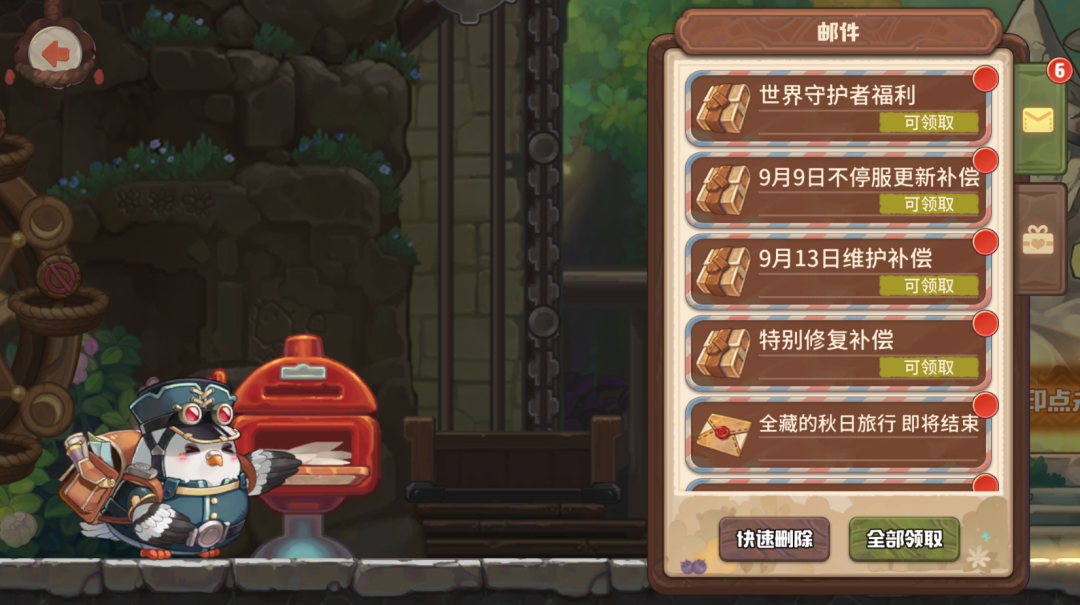 邮件
6
世界守护者福利
可领取
9月9日不停服更新补偿
可领取
9月13日维护补偿
可领取
特别修复补偿
可领取
全藏的秋日旅行 即将结束
印点
快速删除
全部领取